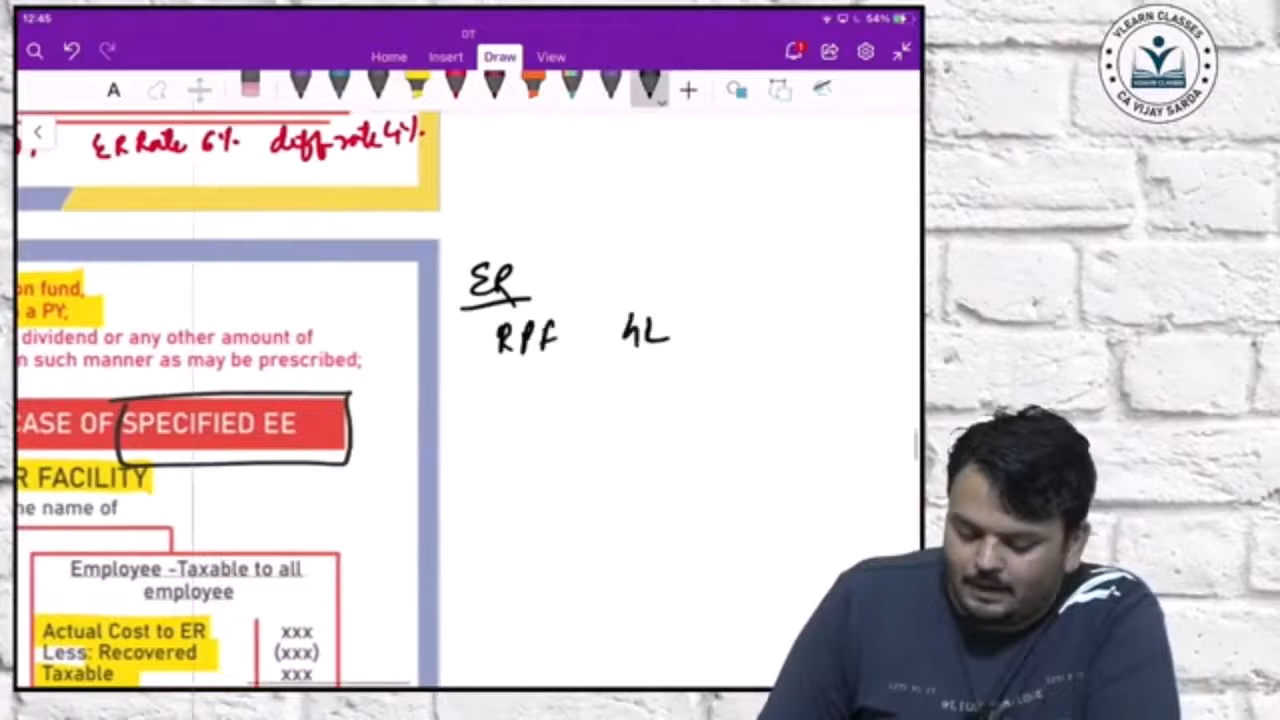 12:45
54%
DT
Home Insert Draw View
A
ER Rate 6%. diff rate 4%.
on fund,
a PY;
dividend or any other amount of
n such manner as may be prescribed;
ER
RPF 4L
CASE OF SPECIFIED EE
R FACILITY
he name of
Employee -Taxable to all
employee
Actual Cost to ER xxx
Less: Recovered (xxx)
Taxable xxx
VLEARN CLASSES
CA VIJAY SARDA